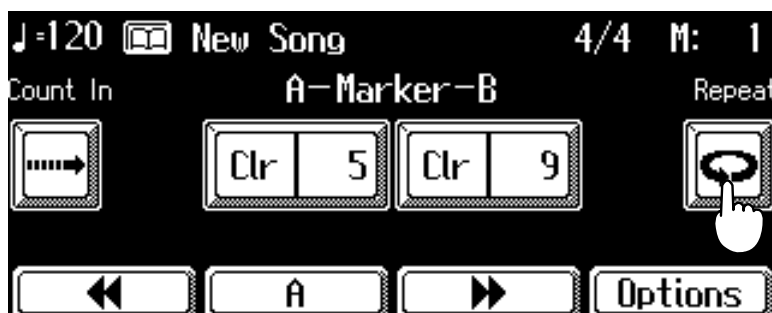 ♩=120 New Song 4/4 M: 1
Count In A-Marker-B Repeat
Clr 5 Clr 9
A Options